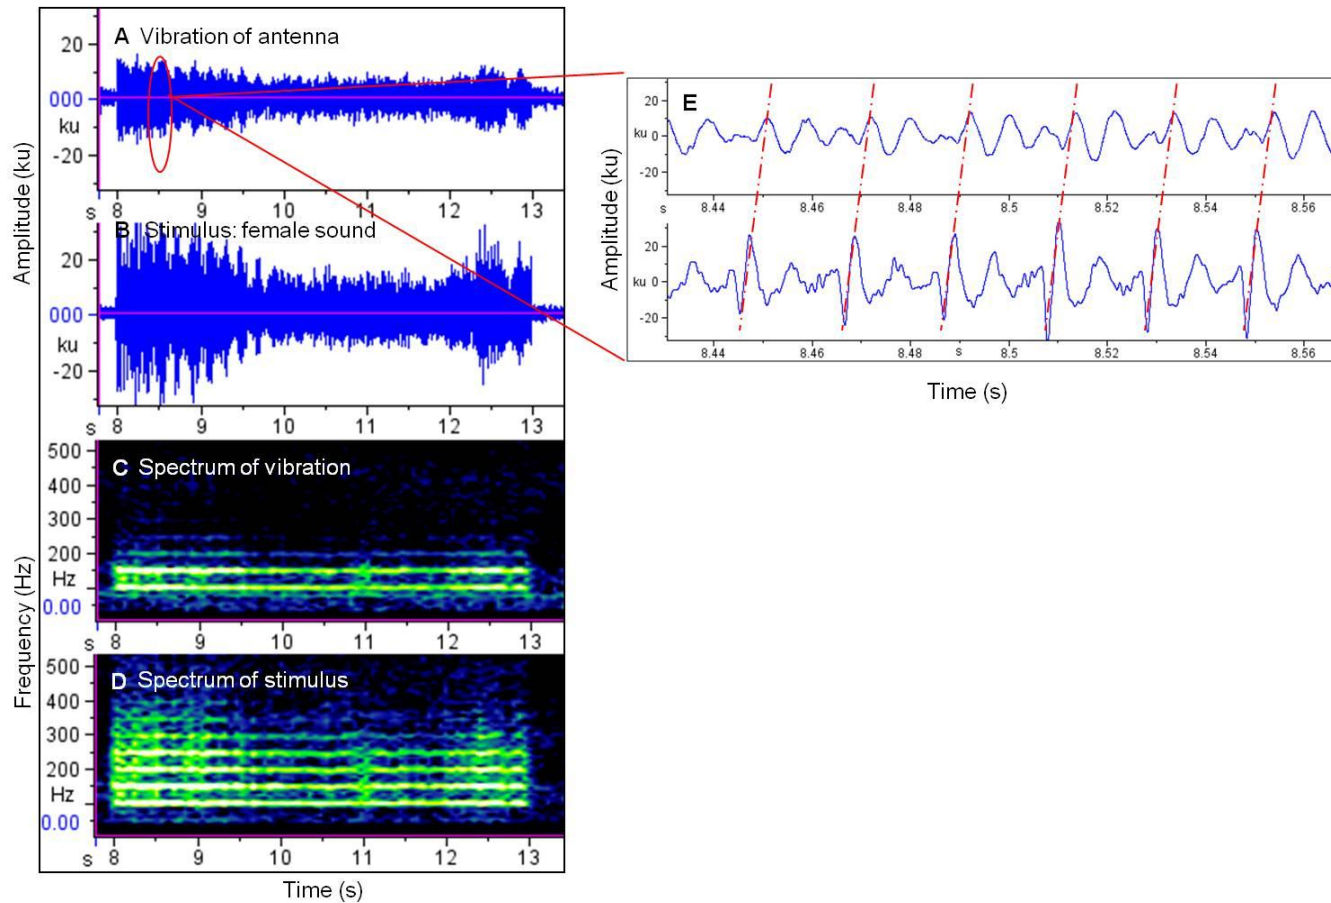 A Vibration of antenna
20
000
ku
-20
s 8 9 10 11 12 13
B Stimulus: female sound
20
000
ku
-20
s 8 9 10 11 12 13
Amplitude (ku)
C Spectrum of vibration
500
400
300
200
Hz
0.00
s 8 9 10 11 12 13
D Spectrum of stimulus
500
400
300
200
Hz
0.00
s 8 9 10 11 12 13
Frequency (Hz)
Time (s)
E
20
ku 0
-20
s 8.44 8.46 8.48 8.5 8.52 8.54 8.56
20
ku 0
-20
8.44 8.46 8.48 s 8.5 8.52 8.54 8.56
Amplitude (ku)
Time (s)